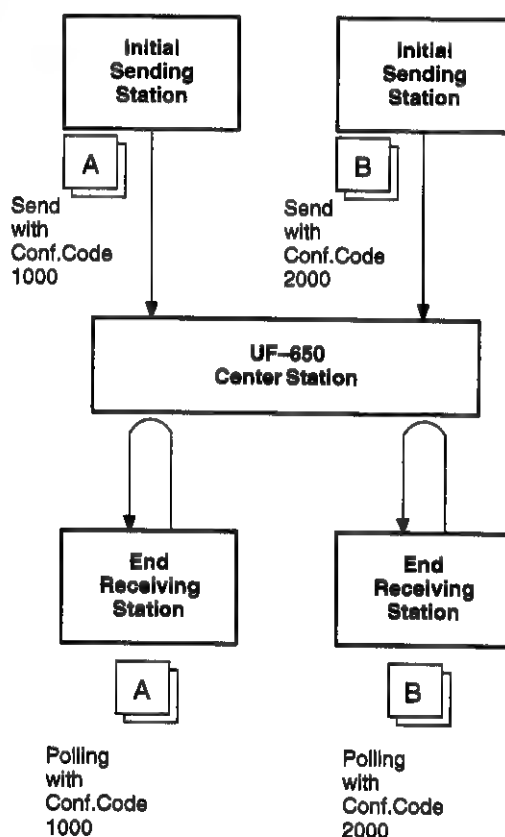 Initial
Sending
Station
Initial
Sending
Station
A
B
Send
with
Conf.Code
1000
Send
with
Conf.Code
2000
UF–650
Center Station
End
Receiving
Station
End
Receiving
Station
A
B
Polling
with
Conf.Code
1000
Polling
with
Conf.Code
2000